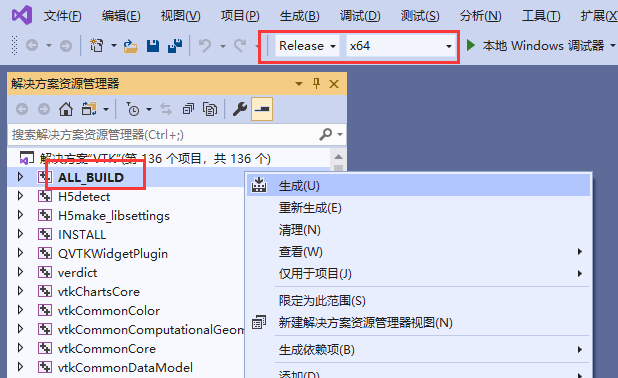 文件(F) 编辑(E) 视图(V) 项目(P) 生成(B) 调试(D) 测试(S) 分析(N) 工具(T) 扩展(X
Release x64 本地 Windows 调试器
解决方案资源管理器
搜索解决方案资源管理器(Ctrl+;)
解决方案"VTK"(第 136 个项目，共 136 个)
ALL_BUILD
生成(U)
H5detect
重新生成(E)
H5make_libsettings
清理(N)
INSTALL
查看(W)
QVTKWidgetPlugin
仅用于项目(J)
verdict
限定为此范围(S)
vtkChartsCore
新建解决方案资源管理器视图(N)
vtkCommonColor
生成依赖项(B)
vtkCommonComputationalGeom
vtkCommonCore
vtkCommonDataModel
添加(D)